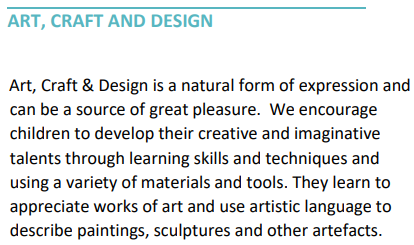 ART, CRAFT AND DESIGN
Art, Craft & Design is a natural form of expression and
can be a source of great pleasure.  We encourage
children to develop their creative and imaginative
talents through learning skills and techniques and
using a variety of materials and tools. They learn to
appreciate works of art and use artistic language to
describe paintings, sculptures and other artefacts.